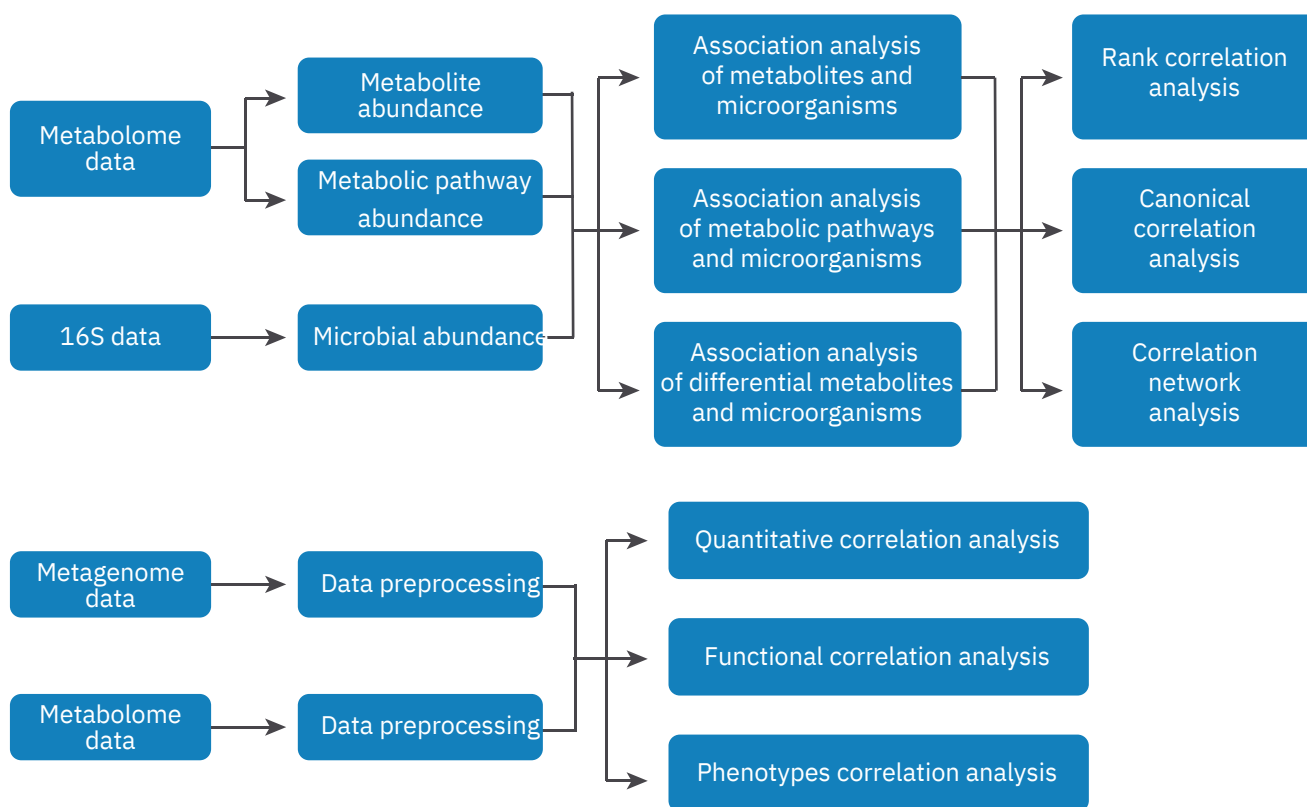 Metabolome
data
Metabolite
abundance
Metabolic pathway
abundance
16S data
Microbial abundance
Association analysis
of metabolites and
microorganisms
Association analysis
of metabolic pathways
and microorganisms
Association analysis
of differential metabolites
and microorganisms
Rank correlation
analysis
Canonical
correlation
analysis
Correlation
network
analysis
Metagenome
data
Data preprocessing
Metabolome
data
Data preprocessing
Quantitative correlation analysis
Functional correlation analysis
Phenotypes correlation analysis